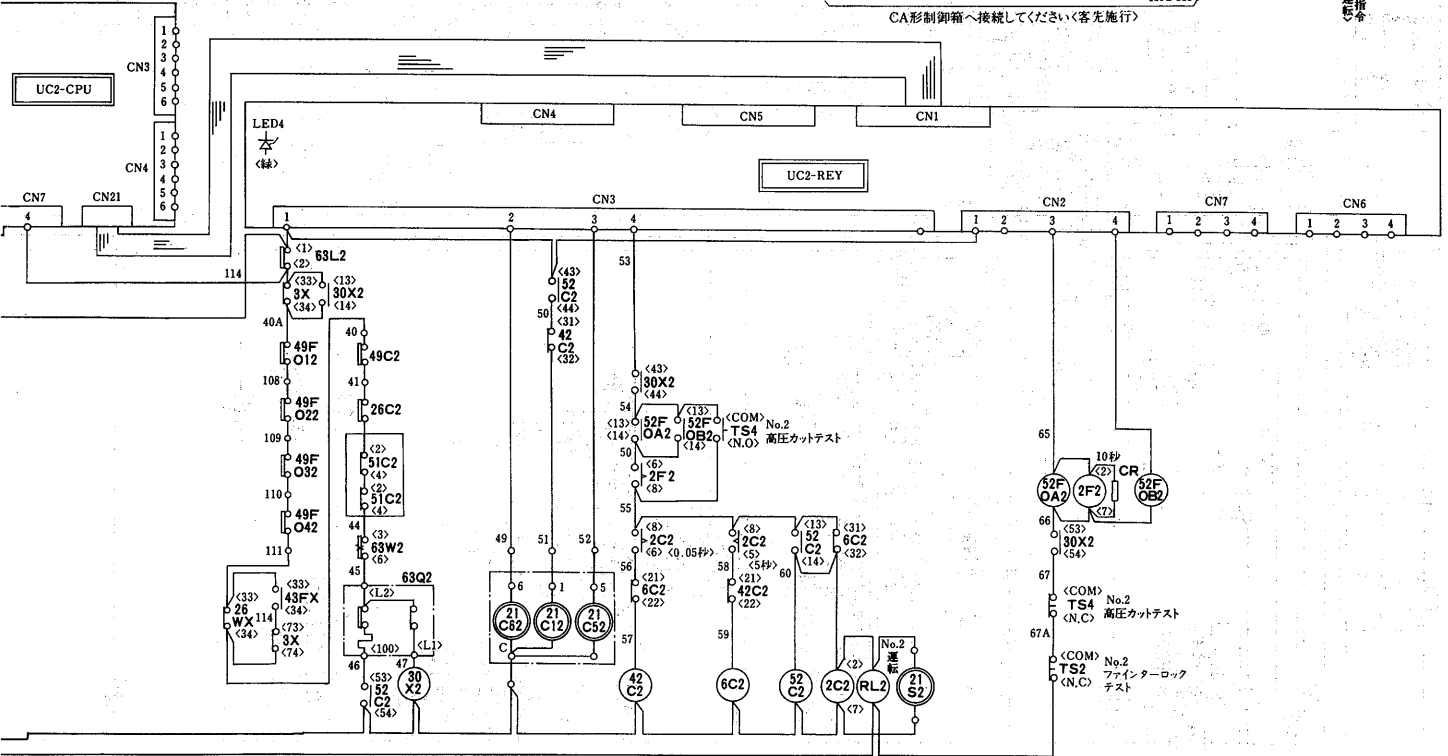 CA形制御箱へ接続してください〈客先施行〉
指令
運転〉
CN3
1
2
3
4
5
6
UC2-CPU
CN4
1
2
3
4
5
6
CN7
4
CN21
LED4
〈緑〉
CN4
CN5
CN1
UC2-REY
CN3
1
2
3
4
CN2
1
2
3
4
CN7
1
2
3
4
CN6
1
2
3
4
114
〈1〉
63L2
〈2〉
〈33〉
3X
〈34〉
〈13〉
30X2
〈14〉
40A
49F
O12
108
49F
O22
109
49F
O32
110
49F
O42
111
〈33〉
26
WX
〈34〉
114
〈33〉
43FX
〈34〉
〈73〉
3X
〈74〉
40
49C2
41
26C2
〈2〉
51C2
〈4〉
〈2〉
51C2
〈4〉
44
〈3〉
63W2
〈6〉
45
63Q2
〈L2〉
〈L1〉
〈100〉
46
47
〈53〉
52
C2
〈54〉
30
X2
〈43〉
52
C2
〈44〉
50
〈31〉
42
C2
〈32〉
49
51
52
6
1
5
21
C62
21
C12
21
C52
C
53
〈43〉
30X2
〈44〉
54
〈13〉
〈14〉
52F
OA2
〈13〉
52F
OB2
〈14〉
〈COM〉
TS4
〈N.O〉
No.2
高圧カットテスト
50
〈6〉
2F2
〈8〉
55
〈8〉
2C2
〈6〉
〈0.05秒〉
56
〈21〉
6C2
〈22〉
57
42
C2
〈8〉
2C2
〈5〉
58
〈5秒〉
〈21〉
42C2
〈22〉
59
6C2
〈13〉
52
C2
〈14〉
60
〈31〉
6C2
〈32〉
52
C2
〈2〉
2C2
〈7〉
No.2
運転
RL2
21
S2
65
10秒
52F
OA2
〈2〉
2F2
〈7〉
CR
52F
OB2
66
〈53〉
30X2
〈54〉
67
〈COM〉
TS4
〈N.C〉
No.2
高圧カットテスト
67A
〈COM〉
TS2
〈N.C〉
No.2
ファインターロック
テスト